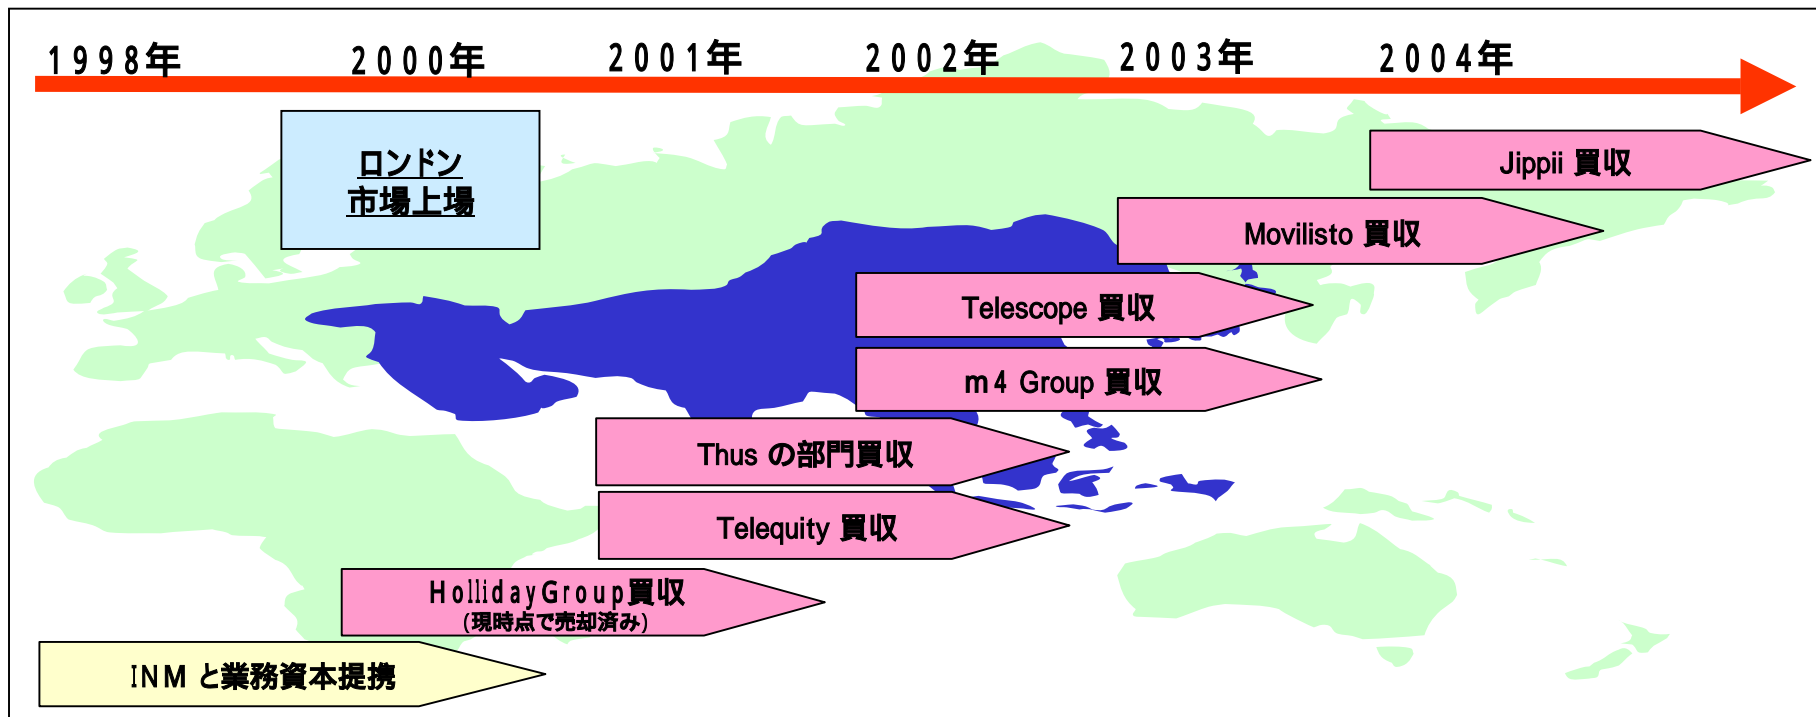 1998年
2000年
2001年
2002年
2003年
2004年
ロンドン
市場上場
Jippii 買収
Movilisto 買収
Telescope 買収
m4 Group 買収
Thus の部門買収
Telequity 買収
HollidayGroup買収
(現時点で売却済み)
INM と業務資本提携